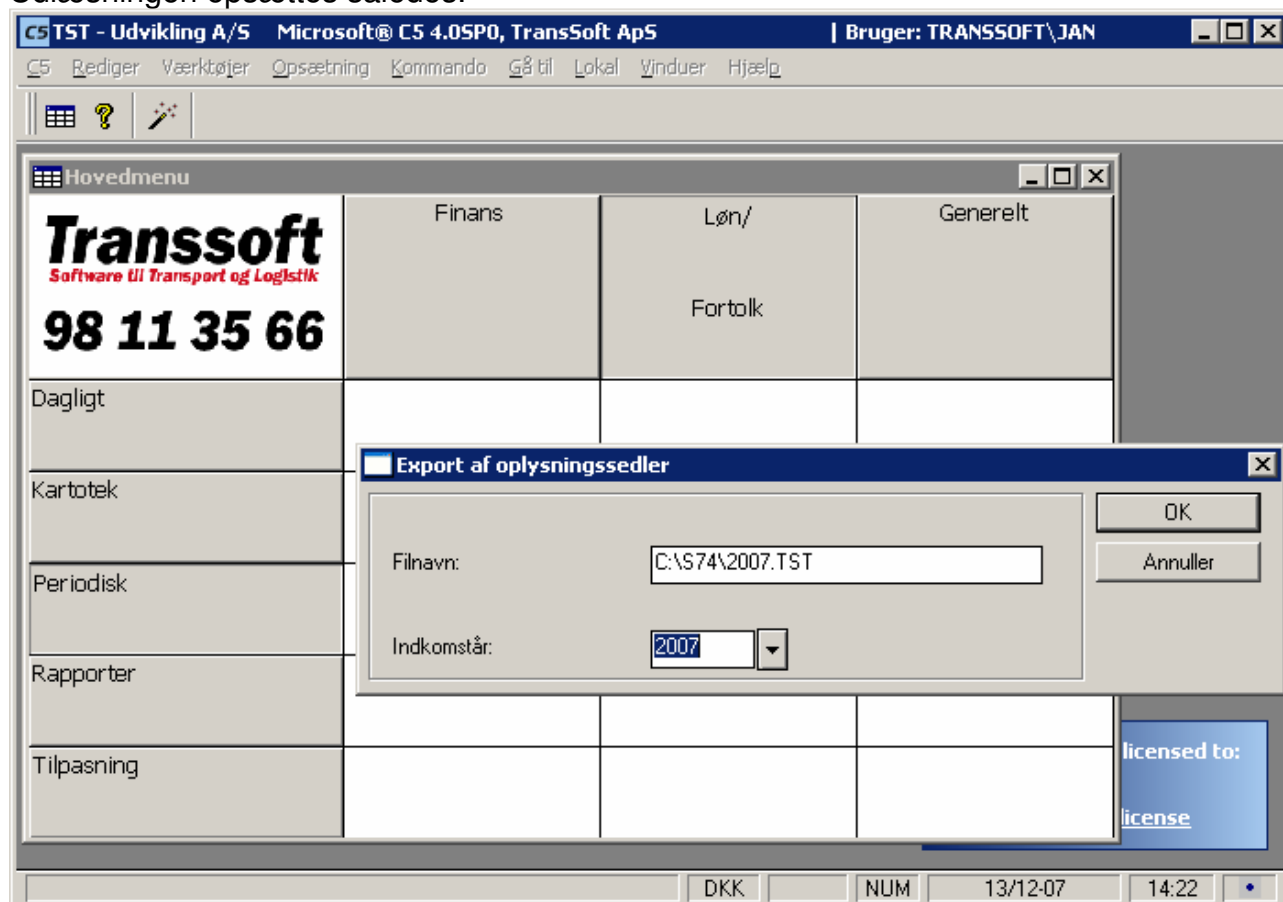 Udlæsningen opsættes således:
C5 TST - Udvikling A/S Microsoft® C5 4.0SP0, TransSoft ApS | Bruger: TRANSSOFT\JAN
C5 Rediger Værktøjer Opsætning Kommando Gå til Lokal Vinduer Hjælp
Hovedmenu
Transsoft
Software til Transport og Logistik
98 11 35 66
Finans
Løn/
Fortolk
Generelt
Dagligt
Kartotek
Periodisk
Rapporter
Tilpasning
Export af oplysningssedler
Filnavn: C:\S74\2007.TST
Indkomstår: 2007
OK
Annuller
licensed to:
license
DKK NUM 13/12-07 14:22